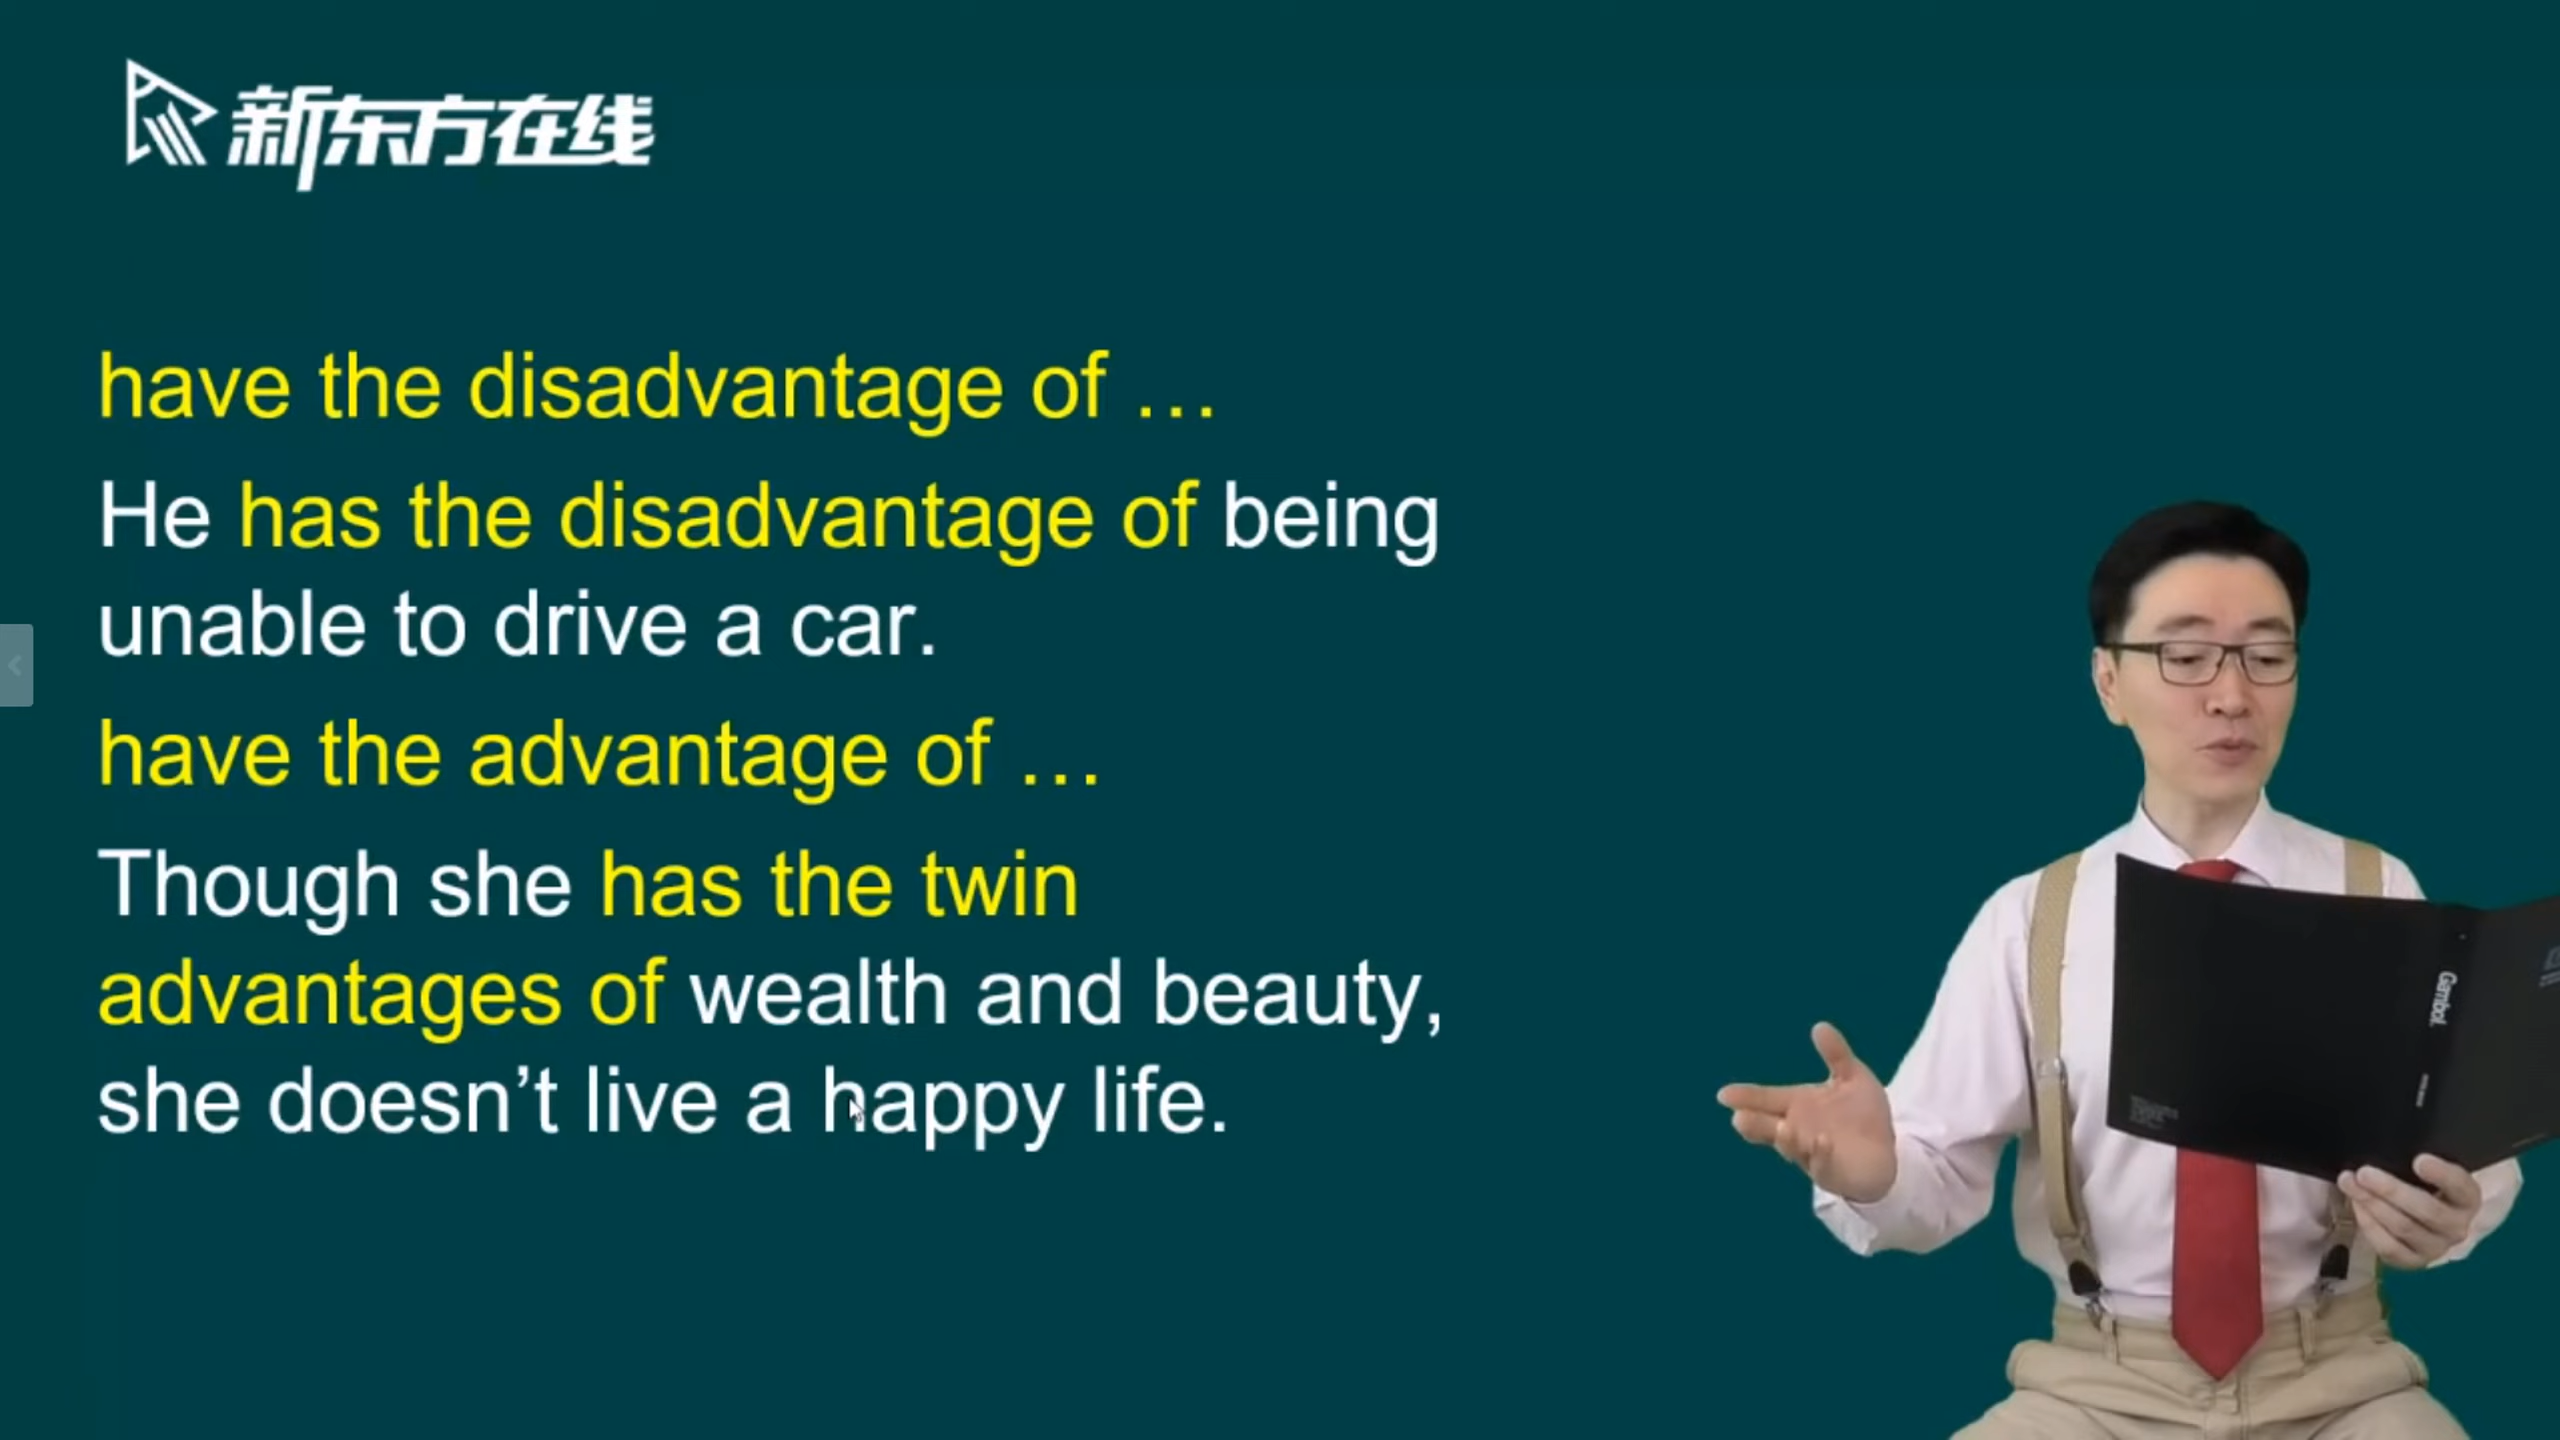 新东方在线
have the disadvantage of …
He has the disadvantage of being
unable to drive a car.
have the advantage of …
Though she has the twin
advantages of wealth and beauty,
she doesn’t live a happy life.
Gambol